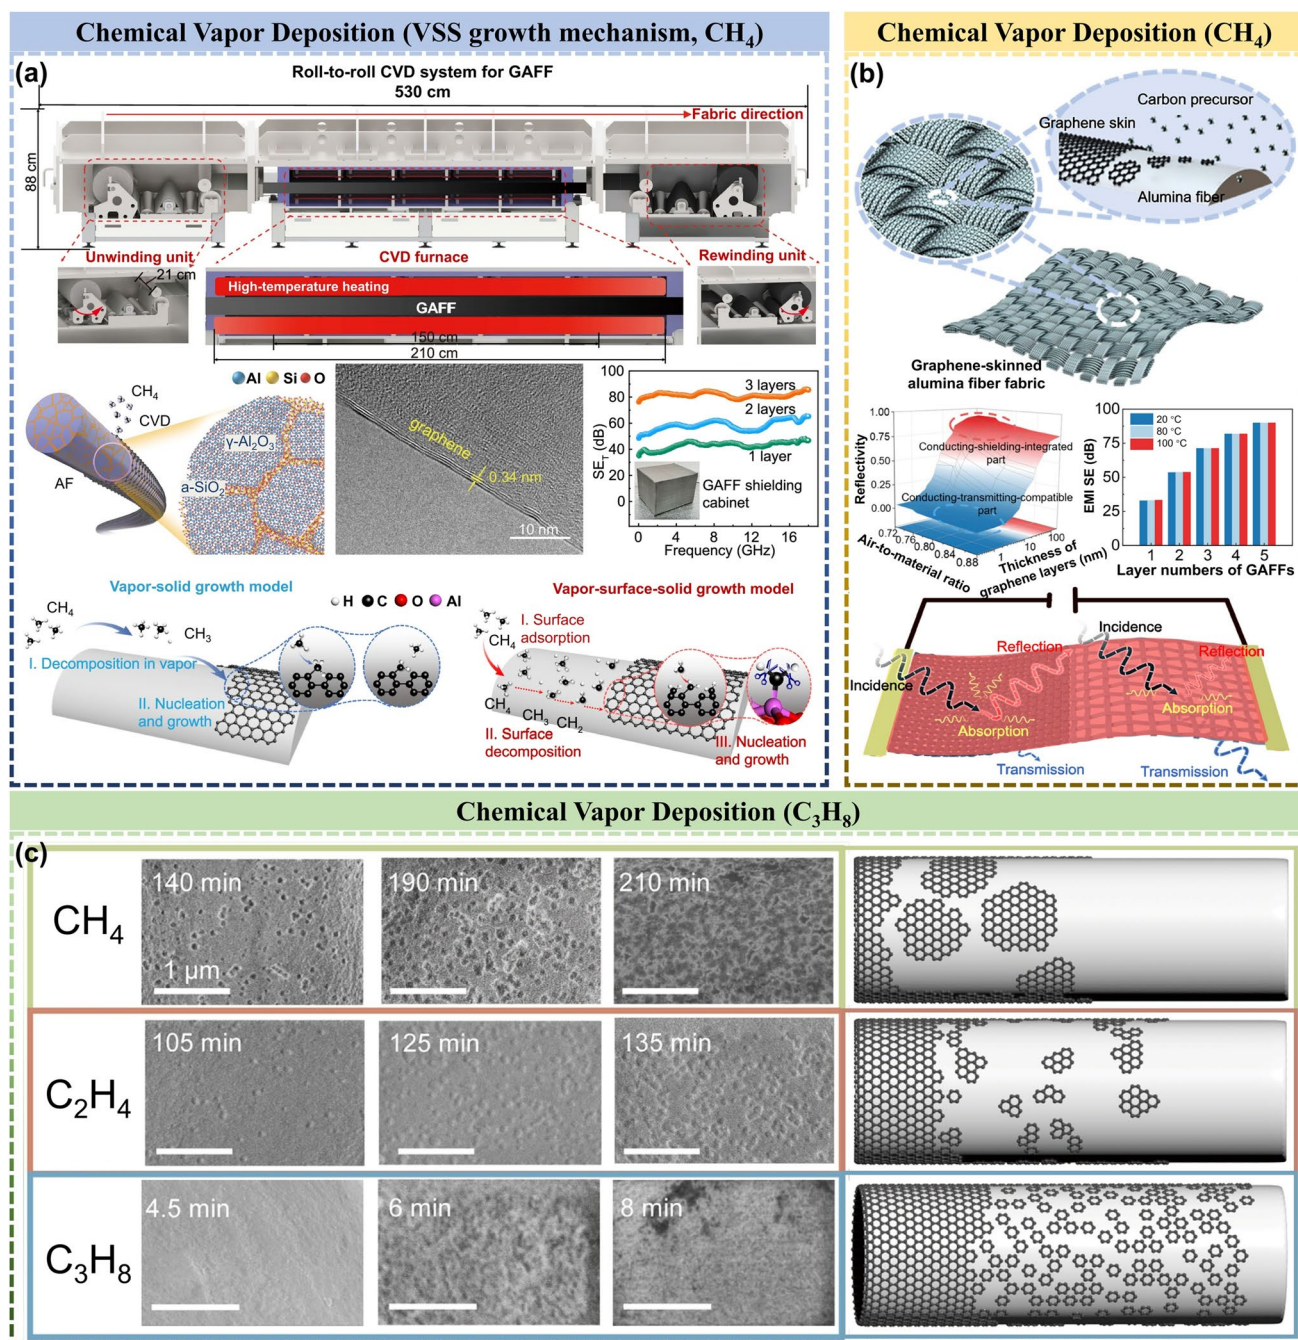 Chemical Vapor Deposition (VSS growth mechanism, CH₄)
(a)
Roll-to-roll CVD system for GAFF
530 cm
Fabric direction
88 cm
Unwinding unit
CVD furnace
Rewinding unit
21 cm
High-temperature heating
GAFF
150 cm
210 cm
CH₄
CVD
AF
Al Si O
γ-Al₂O₃
a-SiO₂
graphene
0.34 nm
10 nm
SE_T (dB)
100
80
60
40
20
0
3 layers
2 layers
1 layer
GAFF shielding
cabinet
0 4 8 12 16
Frequency (GHz)
Vapor-solid growth model
CH₄
CH₃
I. Decomposition in vapor
II. Nucleation
and growth
H C O Al
Vapor-surface-solid growth model
I. Surface
adsorption
CH₄
CH₄
CH₃
CH₂
II. Surface
decomposition
III. Nucleation
and growth
Chemical Vapor Deposition (CH₄)
(b)
Carbon precursor
Graphene skin
Alumina fiber
Graphene-skinned
alumina fiber fabric
Reflectivity
1.00
0.75
0.50
0.25
0.00
Conducting-shielding-integrated
part
Conducting-transmitting-compatible
part
0.72
0.76
0.80
0.84
0.88
Air-to-material ratio
1
10
100
Thickness of
graphene layers (nm)
EMI SE (dB)
100
75
50
25
0
20 °C
80 °C
100 °C
1 2 3 4 5
Layer numbers of GAFFs
Incidence
Reflection
Absorption
Transmission
Incidence
Reflection
Absorption
Transmission
Chemical Vapor Deposition (C₃H₈)
(c)
CH₄
140 min
1 μm
190 min
210 min
C₂H₄
105 min
125 min
135 min
C₃H₈
4.5 min
6 min
8 min